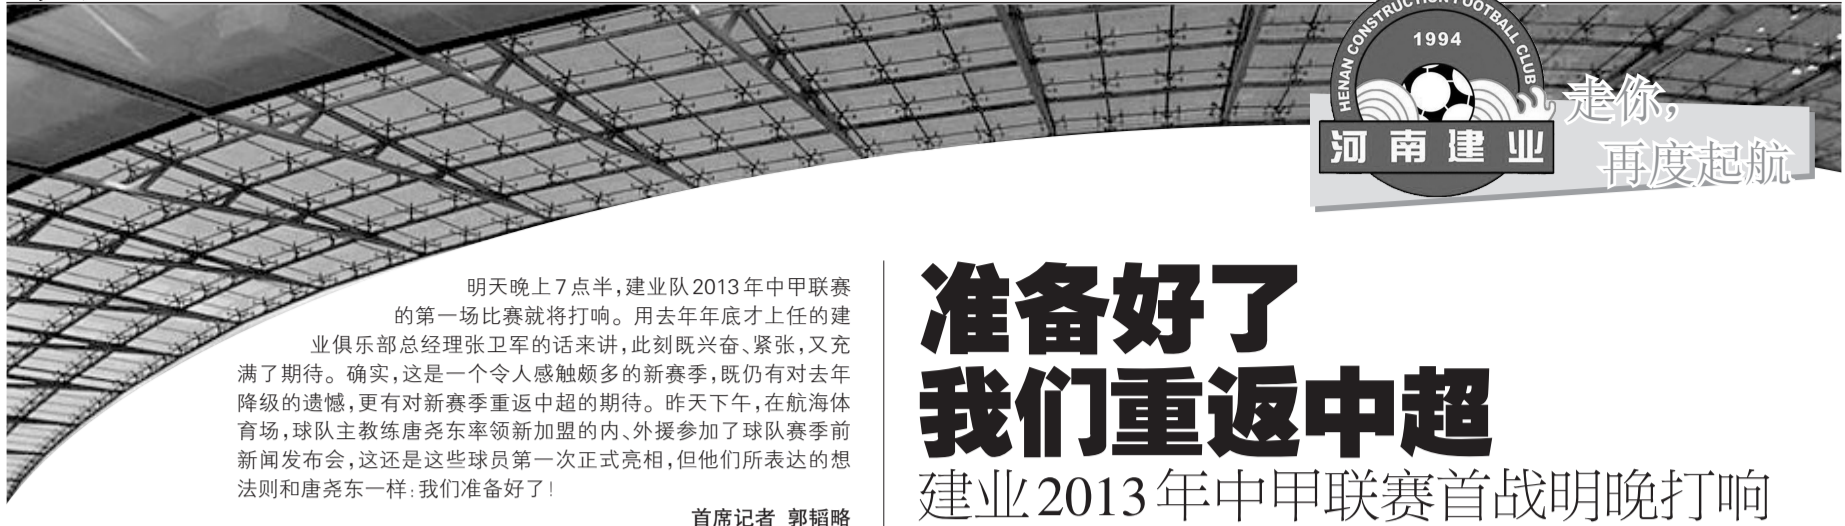 HENAN CONSTRUCTION FOOTBALL CLUB
1994
河南建业
走你，
再度起航
明天晚上7点半，建业队2013年中甲联赛
的第一场比赛就将打响。用去年年底才上任的建
业俱乐部总经理张卫军的话来讲，此刻既兴奋、紧张，又充
满了期待。确实，这是一个令人感触颇多的新赛季，既仍有对去年
降级的遗憾，更有对新赛季重返中超的期待。昨天下午，在航海体
育场，球队主教练唐尧东率领新加盟的内、外援参加了球队赛季前
新闻发布会，这还是这些球员第一次正式亮相，但他们所表达的想
法则和唐尧东一样：我们准备好了！
首席记者 郭韬略
准备好了
我们重返中超
建业2013年中甲联赛首战明晚打响